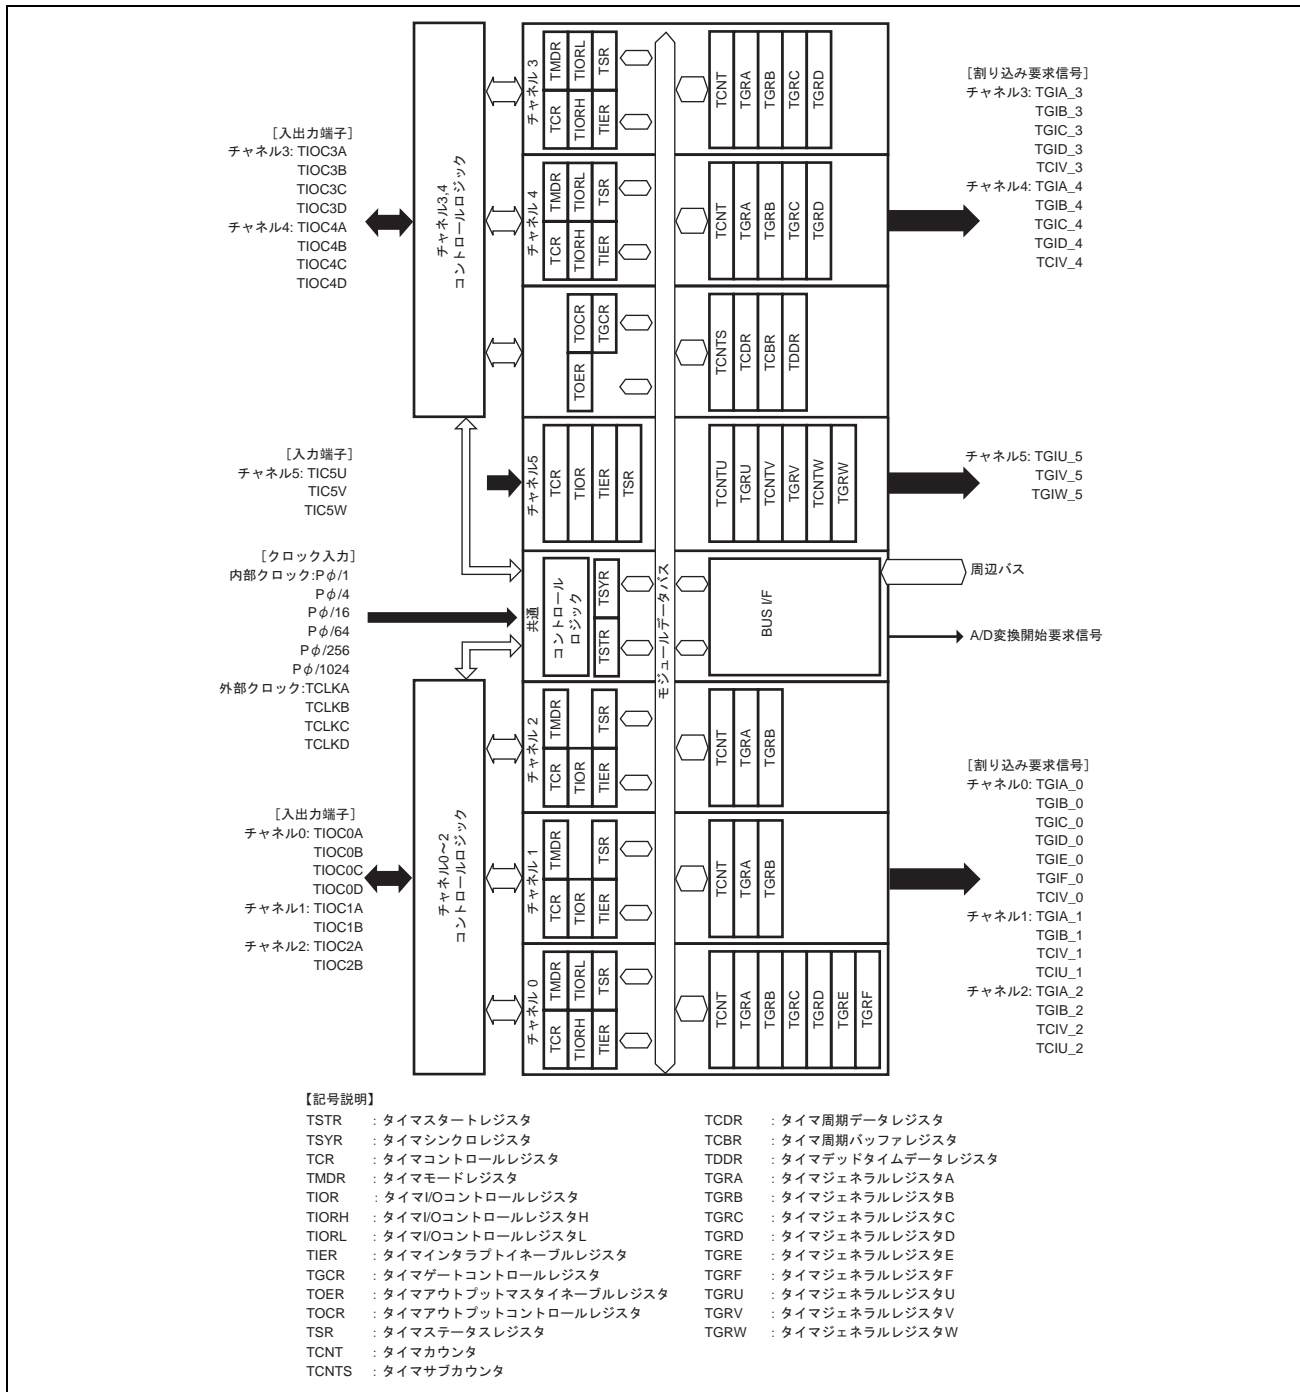 [入出力端子]
チャネル3: TIOC3A
TIOC3B
TIOC3C
TIOC3D
チャネル4: TIOC4A
TIOC4B
TIOC4C
TIOC4D
[入力端子]
チャネル5: TIC5U
TIC5V
TIC5W
[クロック入力]
内部クロック:Pφ/1
Pφ/4
Pφ/16
Pφ/64
Pφ/256
Pφ/1024
外部クロック:TCLKA
TCLKB
TCLKC
TCLKD
[入出力端子]
チャネル0: TIOC0A
TIOC0B
TIOC0C
TIOC0D
チャネル1: TIOC1A
TIOC1B
チャネル2: TIOC2A
TIOC2B
チャネル3,4
コントロールロジック
チャネル0~2
コントロールロジック
チャネル 3
TMDR
TIORL
TSR
TCR
TIORH
TIER
TCNT
TGRA
TGRB
TGRC
TGRD
チャネル 4
TMDR
TIORL
TSR
TCR
TIORH
TIER
TCNT
TGRA
TGRB
TGRC
TGRD
TOCR
TGCR
TOER
TCNTS
TCDR
TCBR
TDDR
チャネル5
TCR
TIOR
TIER
TSR
TCNTU
TGRU
TCNTV
TGRV
TCNTW
TGRW
共通
コントロール
ロジック
TSYR
TSTR
モジュールデータバス
BUS I/F
チャネル 2
TMDR
TSR
TCR
TIOR
TIER
TCNT
TGRA
TGRB
チャネル 1
TMDR
TSR
TCR
TIOR
TIER
TCNT
TGRA
TGRB
チャネル 0
TMDR
TIORL
TSR
TCR
TIORH
TIER
TCNT
TGRA
TGRB
TGRC
TGRD
TGRE
TGRF
[割り込み要求信号]
チャネル3: TGIA_3
TGIB_3
TGIC_3
TGID_3
TCIV_3
チャネル4: TGIA_4
TGIB_4
TGIC_4
TGID_4
TCIV_4
チャネル5: TGIU_5
TGIV_5
TGIW_5
周辺バス
A/D変換開始要求信号
[割り込み要求信号]
チャネル0: TGIA_0
TGIB_0
TGIC_0
TGID_0
TGIE_0
TGIF_0
TCIV_0
チャネル1: TGIA_1
TGIB_1
TCIV_1
TCIU_1
チャネル2: TGIA_2
TGIB_2
TCIV_2
TCIU_2
【記号説明】
TSTR : タイマスタートレジスタ
TSYR : タイマシンクロレジスタ
TCR : タイマコントロールレジスタ
TMDR : タイマモードレジスタ
TIOR : タイマI/Oコントロールレジスタ
TIORH : タイマI/OコントロールレジスタH
TIORL : タイマI/OコントロールレジスタL
TIER : タイマインタラプトイネーブルレジスタ
TGCR : タイマゲートコントロールレジスタ
TOER : タイマアウトプットマスタイネーブルレジスタ
TOCR : タイマアウトプットコントロールレジスタ
TSR : タイマステータスレジスタ
TCNT : タイマカウンタ
TCNTS : タイマサブカウンタ
TCDR : タイマ周期データレジスタ
TCBR : タイマ周期バッファレジスタ
TDDR : タイマデッドタイムデータレジスタ
TGRA : タイマジェネラルレジスタA
TGRB : タイマジェネラルレジスタB
TGRC : タイマジェネラルレジスタC
TGRD : タイマジェネラルレジスタD
TGRE : タイマジェネラルレジスタE
TGRF : タイマジェネラルレジスタF
TGRU : タイマジェネラルレジスタU
TGRV : タイマジェネラルレジスタV
TGRW : タイマジェネラルレジスタW